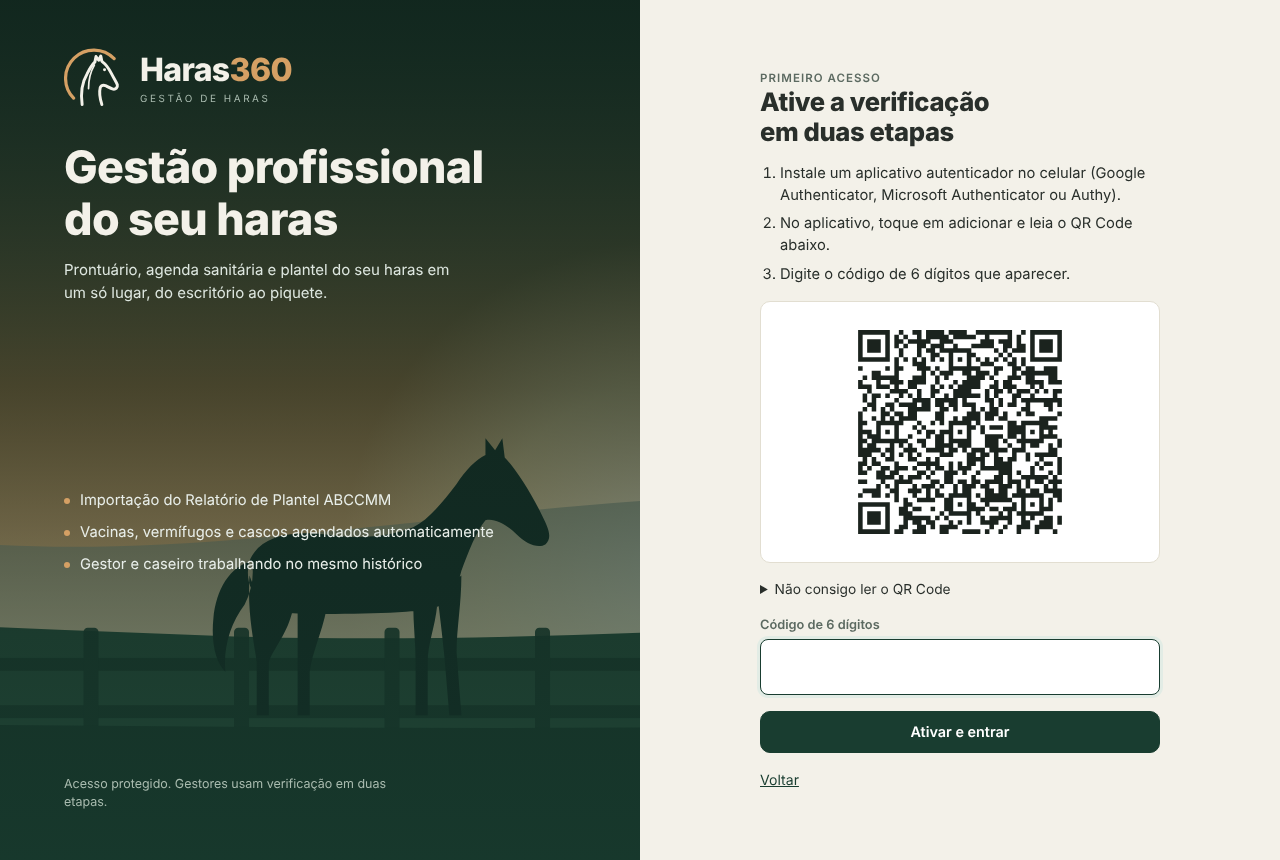 Haras360
GESTÃO DE HARAS
Gestão profissional
do seu haras
Prontuário, agenda sanitária e plantel do seu haras em
um só lugar, do escritório ao piquete.
Importação do Relatório de Plantel ABCCMM
Vacinas, vermífugos e cascos agendados automaticamente
Gestor e caseiro trabalhando no mesmo histórico
Acesso protegido. Gestores usam verificação em duas
etapas.
PRIMEIRO ACESSO
Ative a verificação
em duas etapas
1. Instale um aplicativo autenticador no celular (Google
Authenticator, Microsoft Authenticator ou Authy).
2. No aplicativo, toque em adicionar e leia o QR Code
abaixo.
3. Digite o código de 6 dígitos que aparecer.
Não consigo ler o QR Code
Código de 6 dígitos
Ativar e entrar
Voltar